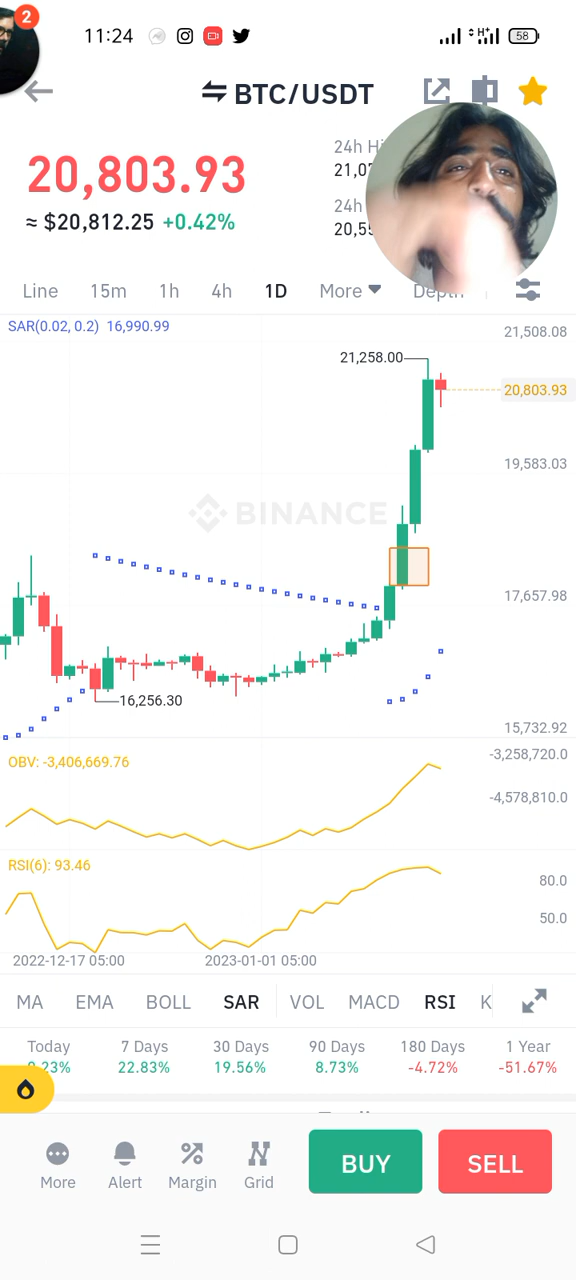 2
11:24
58
BTC/USDT
20,803.93
24h
≈ $20,812.25 +0.42%
24h
Line 15m 1h 4h 1D More
SAR(0.02, 0.2) 16,990.99
21,508.08
21,258.00
20,803.93
19,583.03
BINANCE
17,657.98
16,256.30
15,732.92
OBV: -3,406,669.76
-3,258,720.0
-4,578,810.0
RSI(6): 93.46
80.0
50.0
2022-12-17 05:00 2023-01-01 05:00
MA EMA BOLL SAR VOL MACD RSI K
Today 7 Days 30 Days 90 Days 180 Days 1 Year
22.83% 19.56% 8.73% -4.72% -51.67%
More Alert Margin Grid BUY SELL